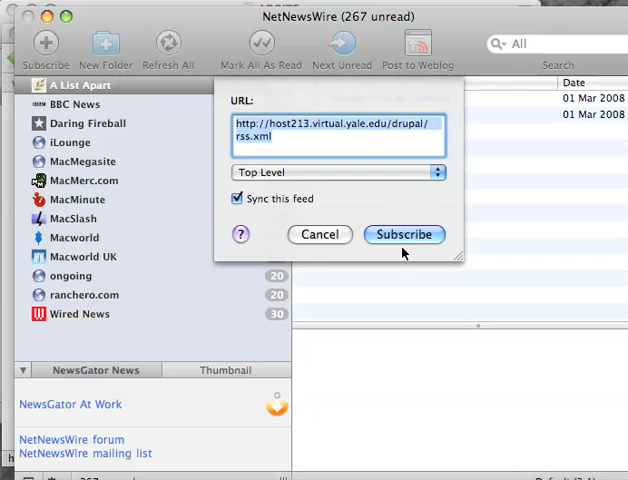 NetNewsWire (267 unread)
All
Subscribe
New Folder
Refresh All
Mark All As Read
Next Unread
Post to Weblog
Search
A List Apart
BBC News
Daring Fireball
iLounge
MacMegasite
MacMerc.com
MacMinute
MacSlash
Macworld
Macworld UK
ongoing 20
ranchero.com 20
Wired News 30
URL:
http://host213.virtual.yale.edu/drupal/
rss.xml
Top Level
Sync this feed
?
Cancel
Subscribe
Date
01 Mar 2008
01 Mar 2008
NewsGator News
Thumbnail
NewsGator At Work
NetNewsWire forum
NetNewsWire mailing list